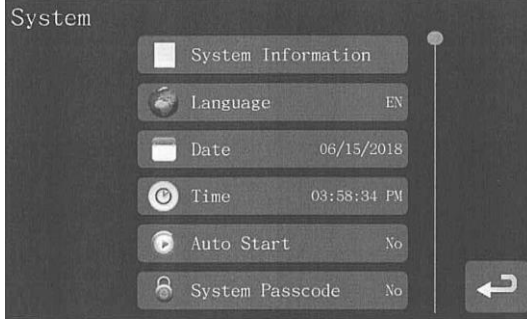 System
System Information
Language EN
Date 06/15/2018
Time 03:58:34 PM
Auto Start No
System Passcode No